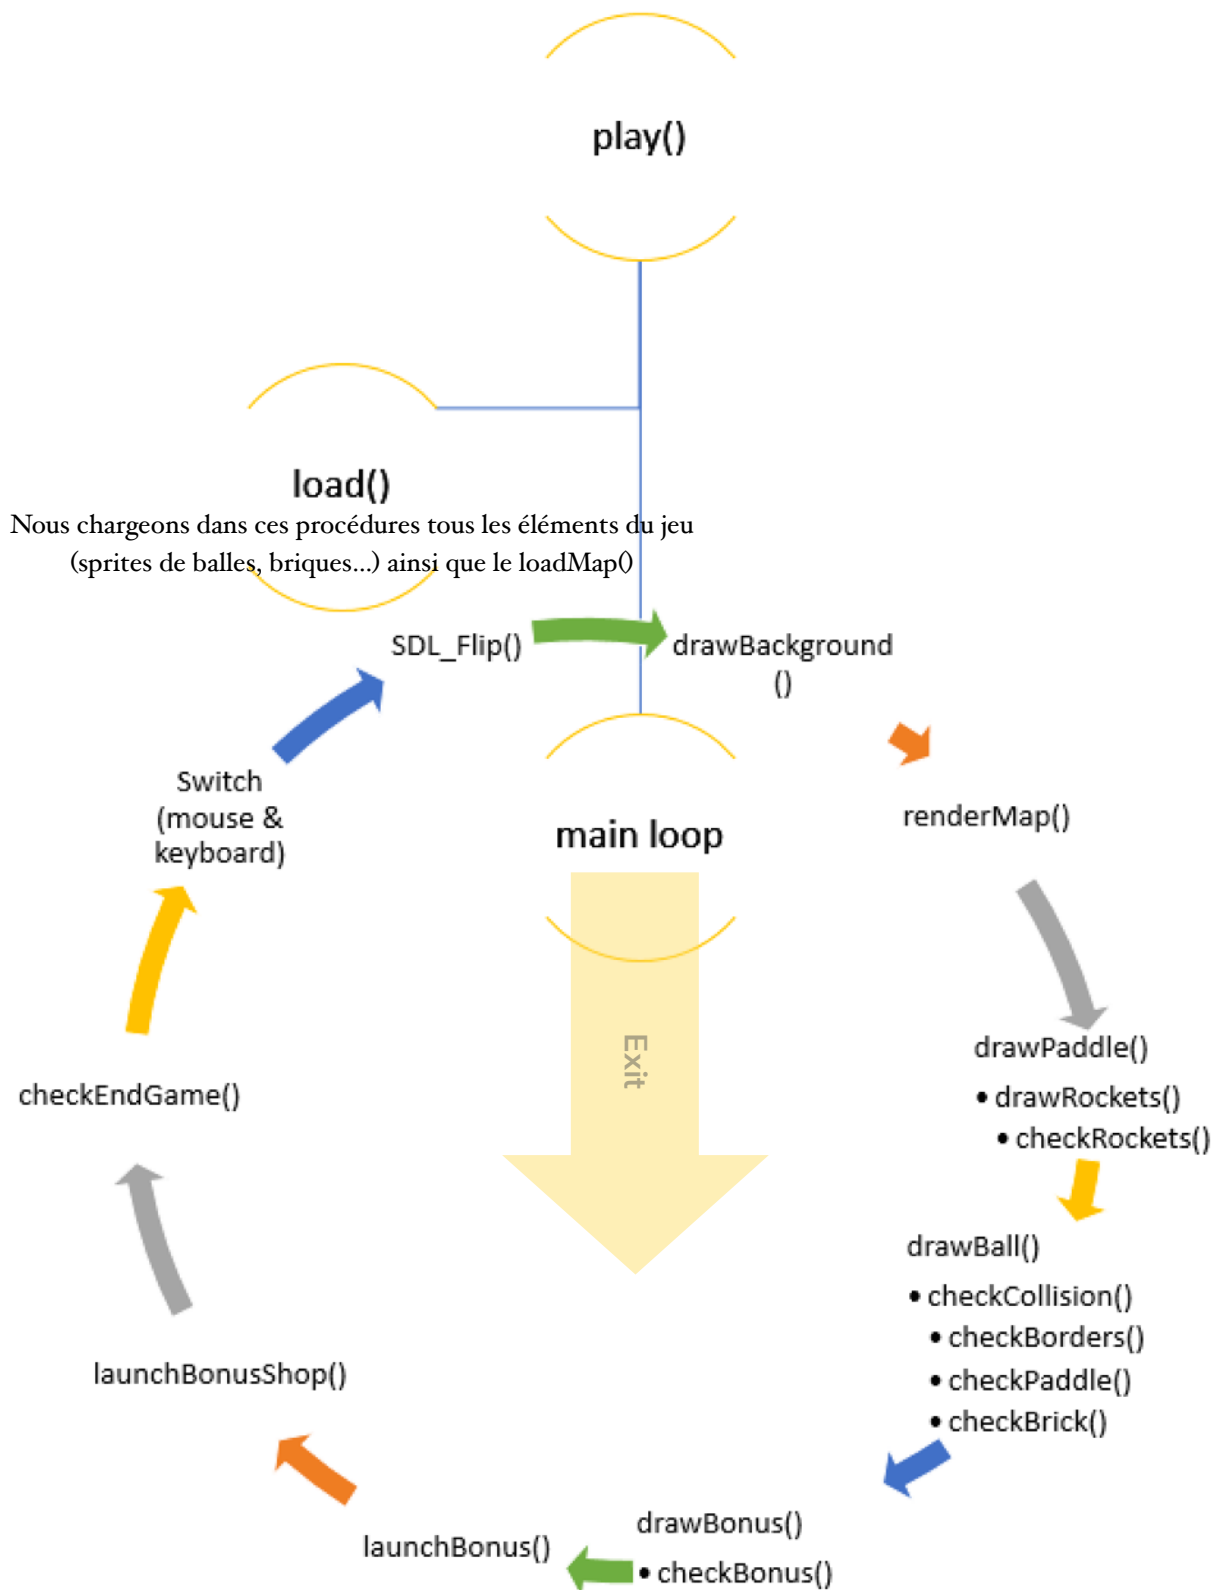 play()
load()
Nous chargeons dans ces procédures tous les éléments du jeu
(sprites de balles, briques...) ainsi que le loadMap()
SDL_Flip()
drawBackground
()
Switch
(mouse &
keyboard)
main loop
renderMap()
Exit
drawPaddle()
• drawRockets()
• checkRockets()
checkEndGame()
drawBall()
• checkCollision()
• checkBorders()
• checkPaddle()
• checkBrick()
launchBonusShop()
drawBonus()
• checkBonus()
launchBonus()